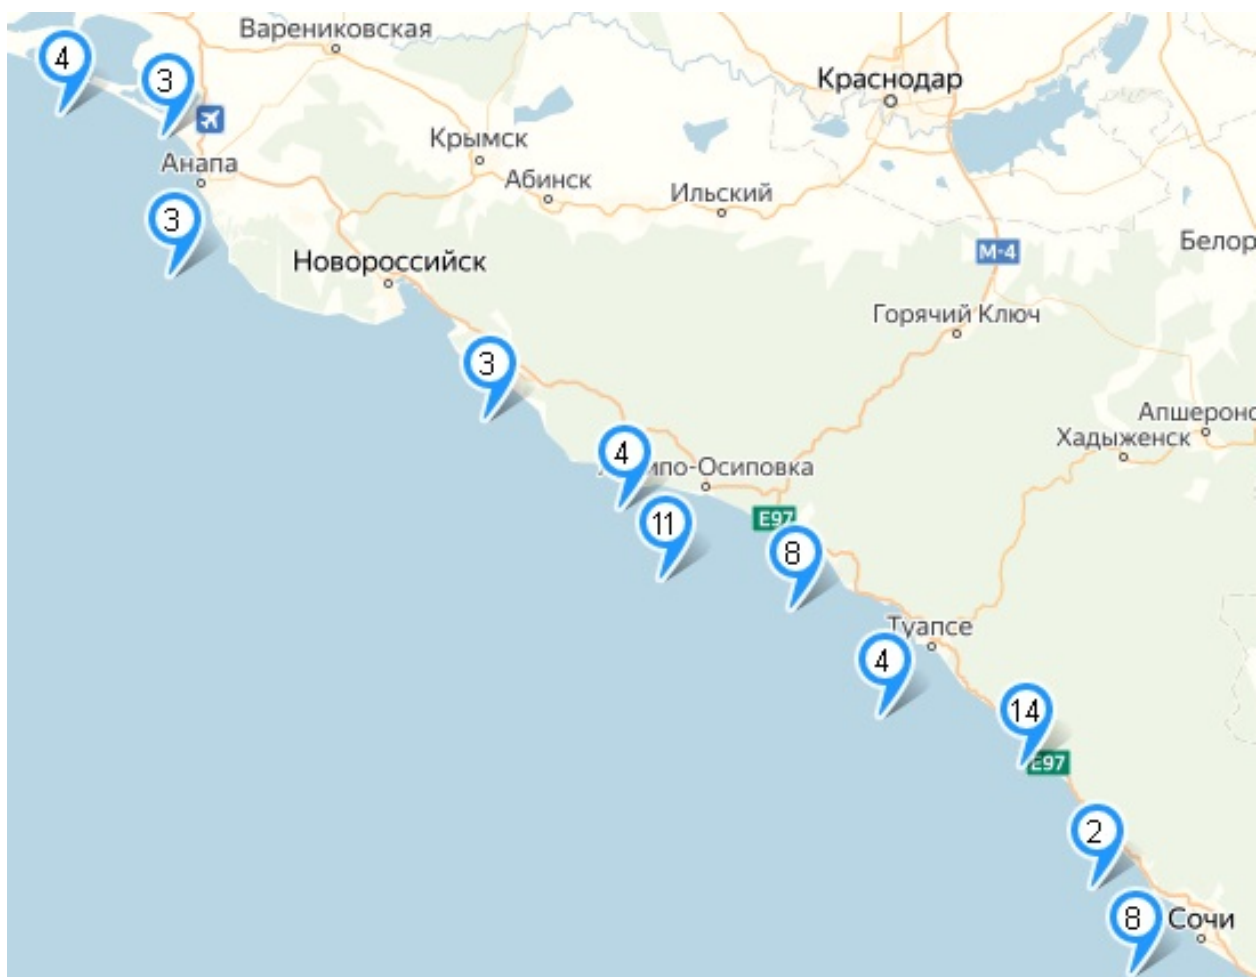 Варениковская
4
3
Краснодар
Крымск
Анапа
Абинск
Ильский
3
Белор
М-4
Новороссийск
Горячий Ключ
3
Апшеронс
Хадыженск
4
ипо-Осиповка
11
E97
8
Туапсе
4
14
E97
2
8
Сочи